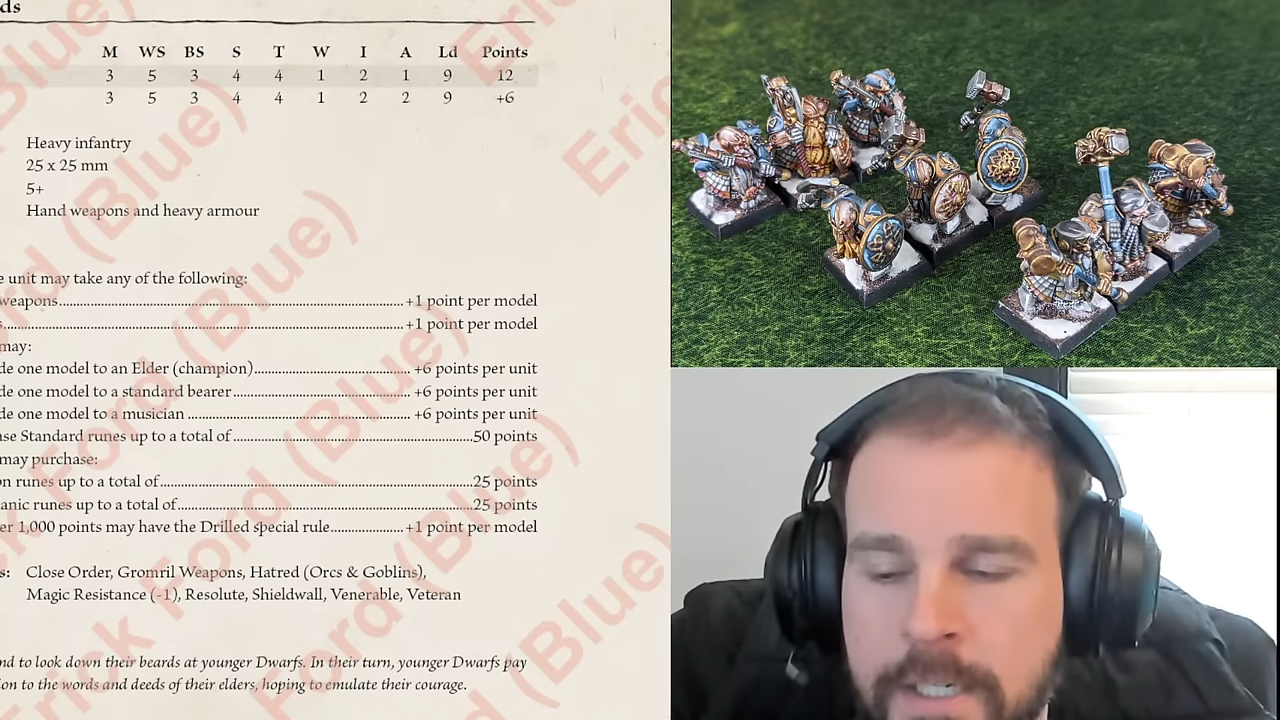 ds
M WS BS S T W I A Ld Points
3 5 3 4 4 1 2 1 9 12
3 5 3 4 4 1 2 2 9 +6
Heavy infantry
25 x 25 mm
5+
Hand weapons and heavy armour
e unit may take any of the following:
weapons +1 point per model
s +1 point per model
may:
de one model to an Elder (champion) +6 points per unit
de one model to a standard bearer +6 points per unit
de one model to a musician +6 points per unit
se Standard runes up to a total of 50 points
may purchase:
on runes up to a total of 25 points
anic runes up to a total of 25 points
er 1,000 points may have the Drilled special rule +1 point per model
s: Close Order, Gromril Weapons, Hatred (Orcs & Goblins),
Magic Resistance (-1), Resolute, Shieldwall, Venerable, Veteran
nd to look down their beards at younger Dwarfs. In their turn, younger Dwarfs pay
ion to the words and deeds of their elders, hoping to emulate their courage.
Erick Ford (Blue)
Ford (Blue)